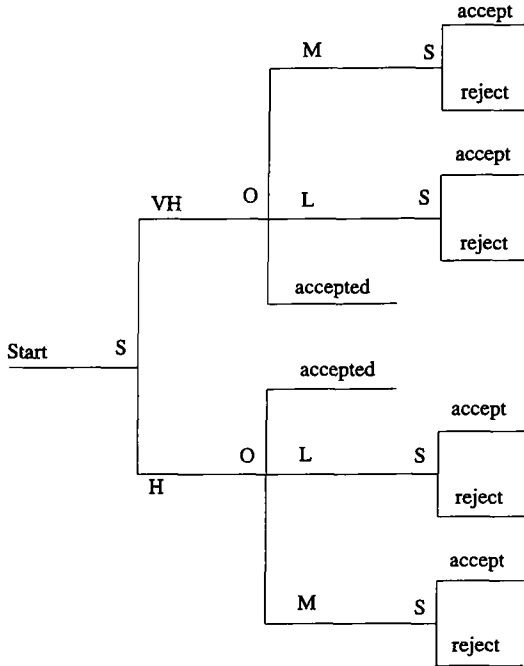 accept
M S
reject
accept
VH O L S
reject
accepted
Start S
accepted
accept
O L S
H
reject
accept
M S
reject